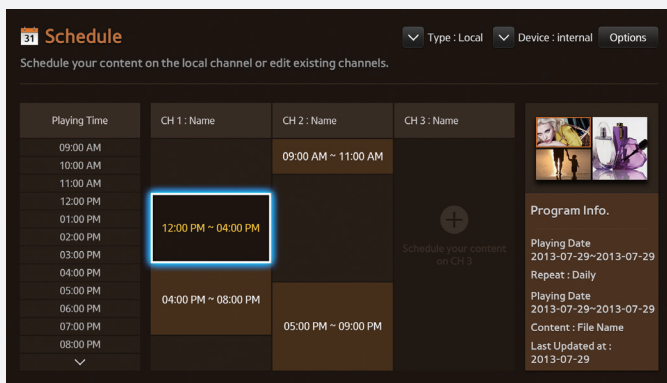 31 Schedule
Type : Local
Device : internal
Options
Schedule your content on the local channel or edit existing channels.
Playing Time
CH 1 : Name
CH 2 : Name
CH 3 : Name
09:00 AM
10:00 AM
11:00 AM
12:00 PM
01:00 PM
02:00 PM
03:00 PM
04:00 PM
05:00 PM
06:00 PM
07:00 PM
08:00 PM
12:00 PM ~ 04:00 PM
04:00 PM ~ 08:00 PM
09:00 AM ~ 11:00 AM
05:00 PM ~ 09:00 PM
Schedule your content
on CH 3
Program Info.
Playing Date
2013-07-29~2013-07-29
Repeat : Daily
Playing Date
2013-07-29~2013-07-29
Content : File Name
Last Updated at :
2013-07-29